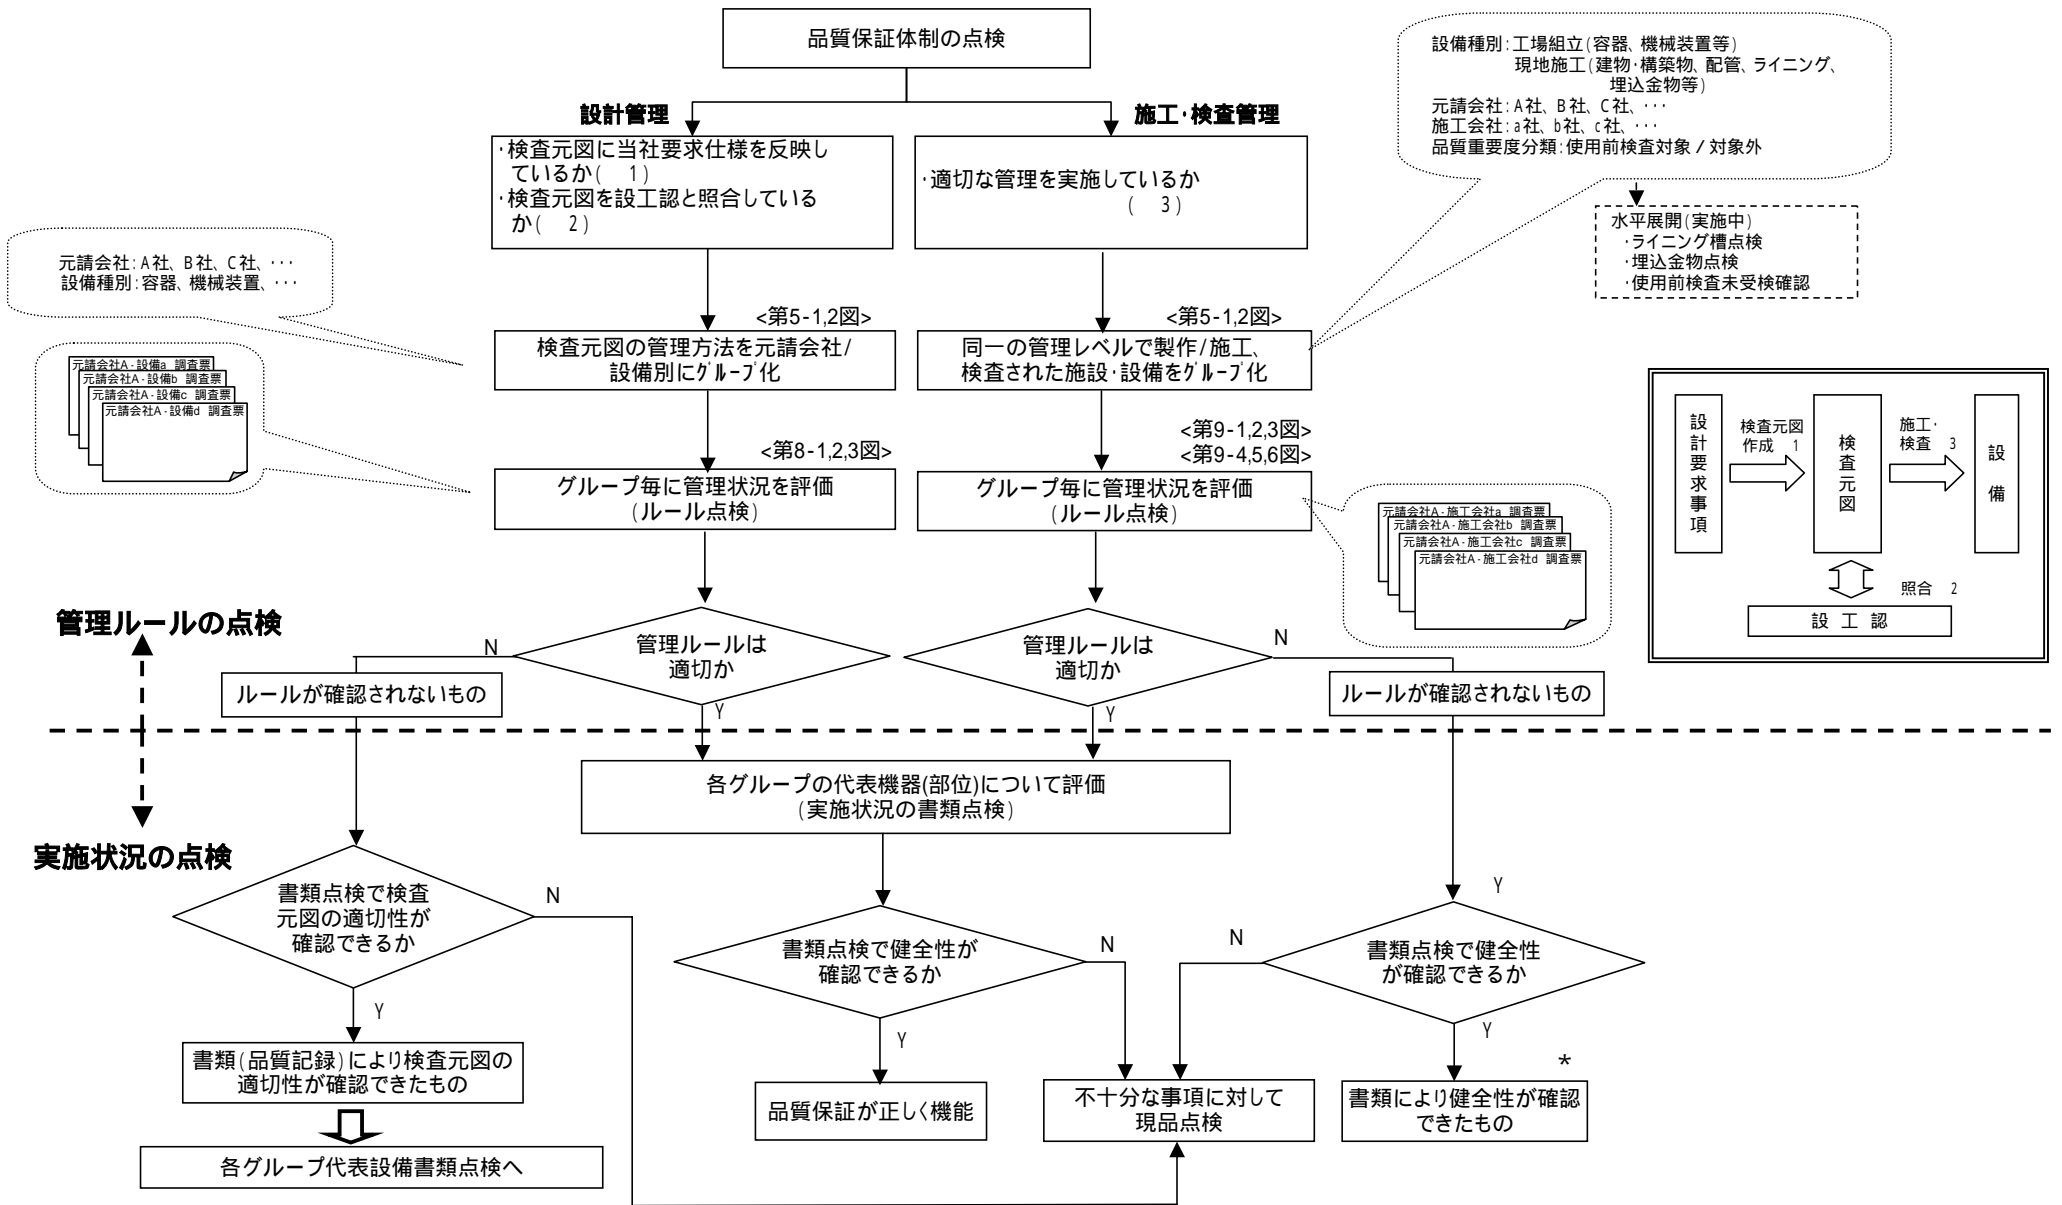 品質保証体制の点検
設計管理
施工･検査管理
･検査元図に当社要求仕様を反映し
ているか(　1)
･検査元図を設工認と照合している
か(　2)
･適切な管理を実施しているか
(　3)
設備種別:工場組立(容器、機械装置等)
現地施工(建物･構築物、配管、ライニング、
埋込金物等)
元請会社:A社、B社、C社、･･･
施工会社:a社、b社、c社、･･･
品質重要度分類:使用前検査対象/対象外
水平展開(実施中)
･ライニング槽点検
･埋込金物点検
･使用前検査未受検確認
元請会社:A社、B社、C社、･･･
設備種別:容器、機械装置、･･･
<第5-1,2図>
検査元図の管理方法を元請会社/
設備別にｸﾞﾙｰﾌﾟ化
<第5-1,2図>
同一の管理レベルで製作/施工、
検査された施設･設備をｸﾞﾙｰﾌﾟ化
元請会社A-設備a 調査票
元請会社A-設備b 調査票
元請会社A-設備c 調査票
元請会社A-設備d 調査票
<第8-1,2,3図>
グループ毎に管理状況を評価
(ルール点検)
<第9-1,2,3図>
<第9-4,5,6図>
グループ毎に管理状況を評価
(ルール点検)
元請会社A-施工会社a 調査票
元請会社A-施工会社b 調査票
元請会社A-施工会社c 調査票
元請会社A-施工会社d 調査票
設計要求事項
検査元図
作成　1
検査元図
施工･
検査　3
設備
照合　2
設工認
管理ルールの点検
管理ルールは
適切か
N
Y
管理ルールは
適切か
N
Y
ルールが確認されないもの
ルールが確認されないもの
各グループの代表機器(部位)について評価
(実施状況の書類点検)
実施状況の点検
書類点検で検査
元図の適切性が
確認できるか
N
Y
書類点検で健全性が
確認できるか
N
Y
Y
書類点検で健全性
が確認できるか
N
Y
*
書類(品質記録)により検査元図の
適切性が確認できたもの
各グループ代表設備書類点検へ
品質保証が正しく機能
不十分な事項に対して
現品点検
書類により健全性が確認
できたもの